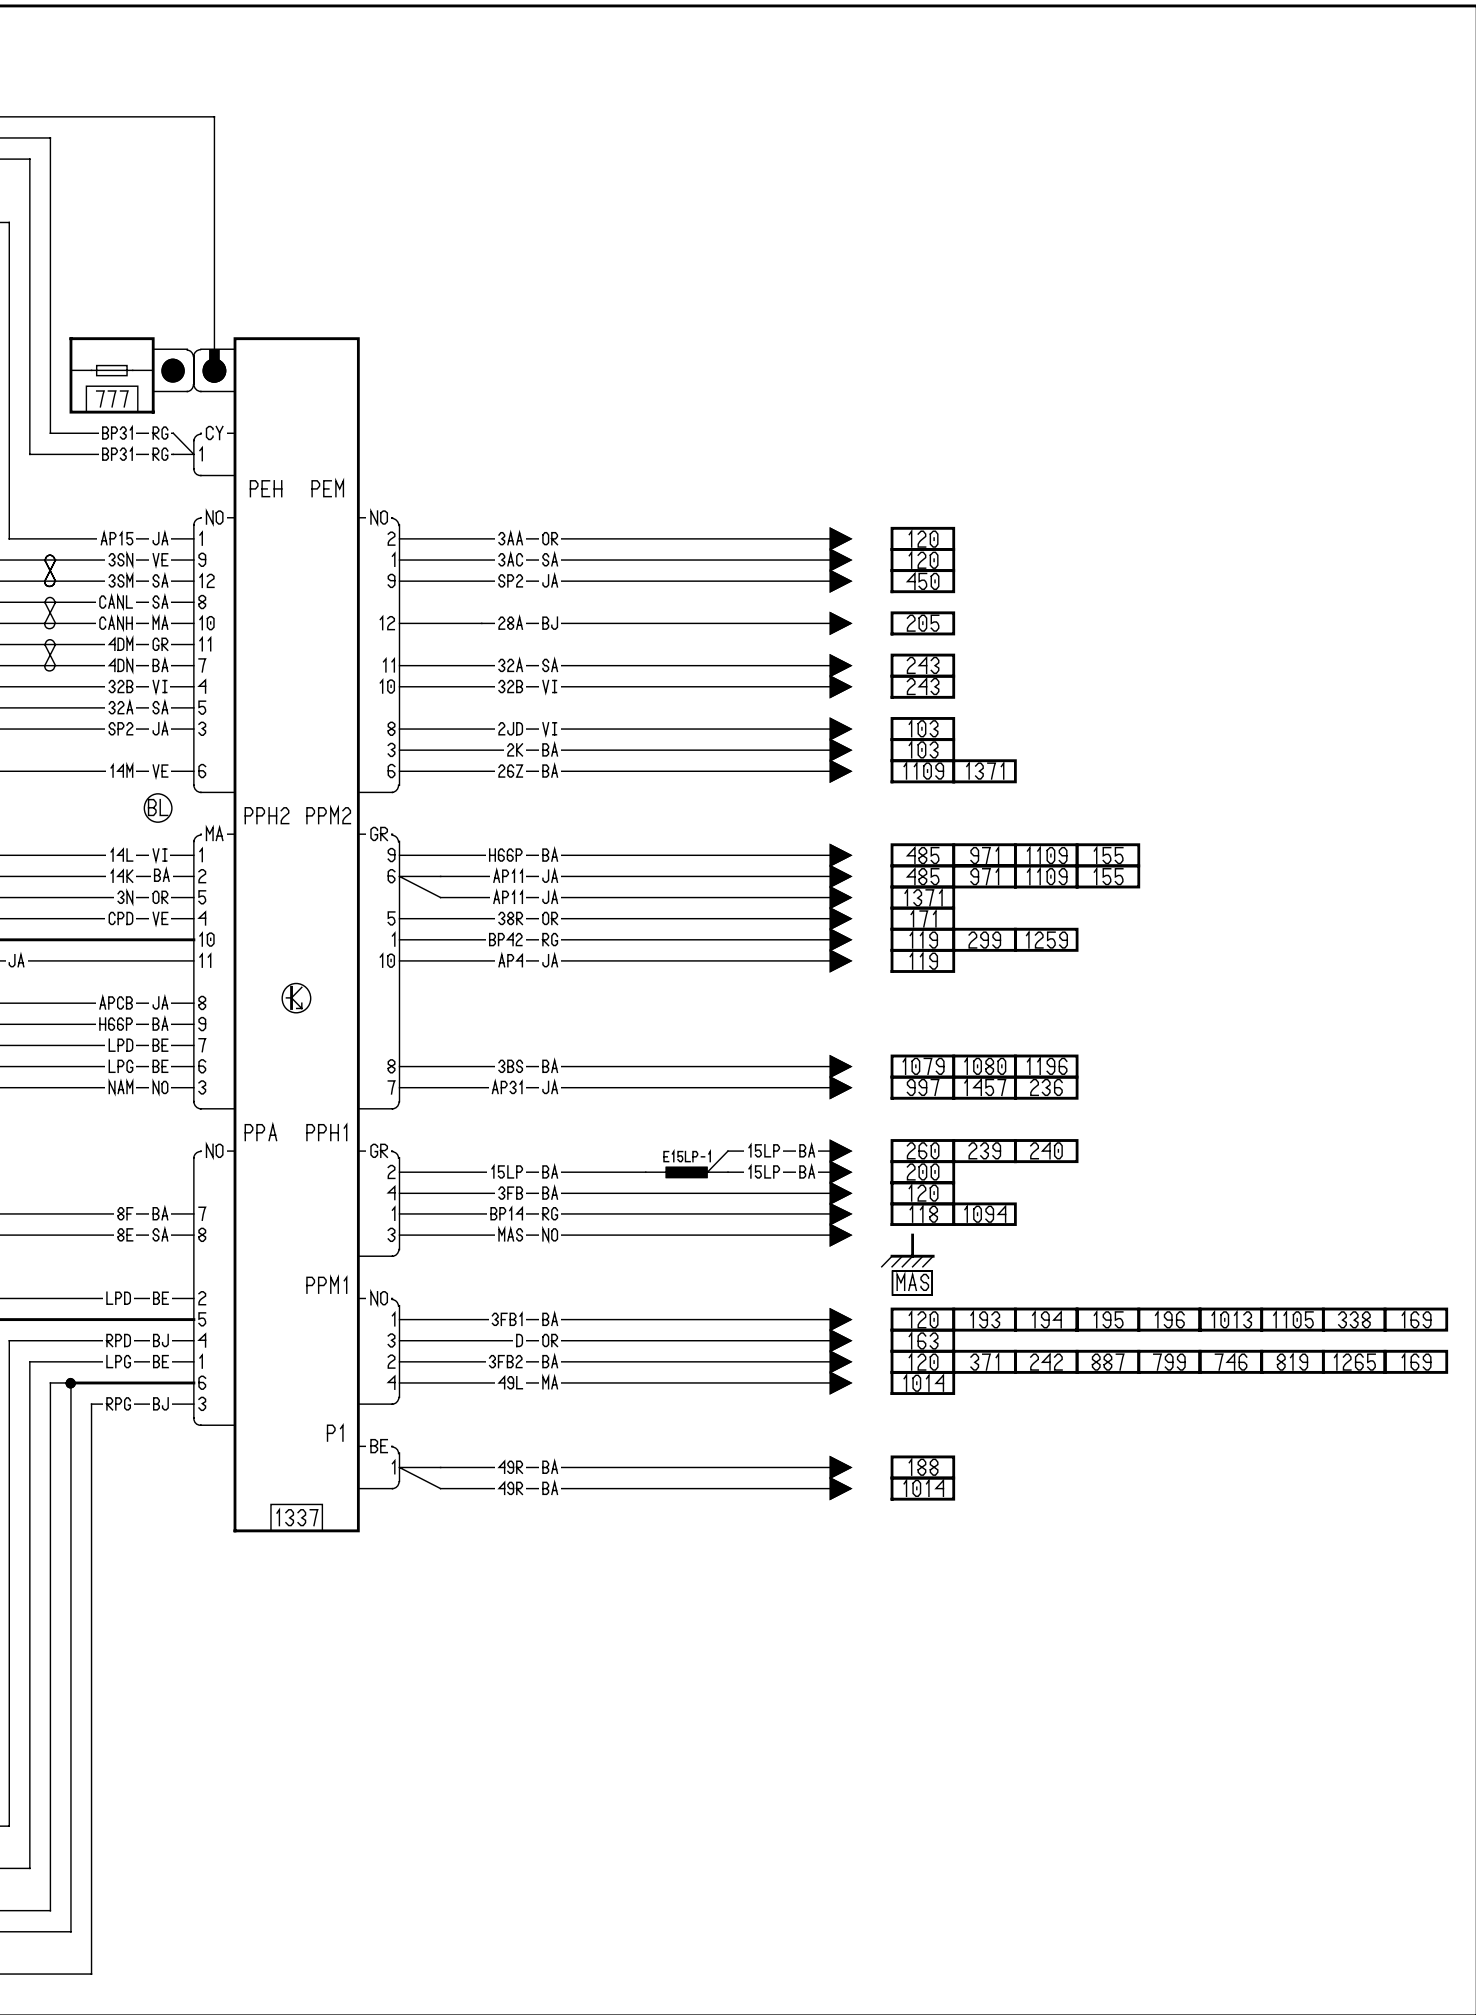 777
BP31 RG CY
BP31 RG 1
PEH PEM
NO NO
AP15 JA 1 2 3AA OR 120
3SN VE 9 1 3AC SA 120
3SM SA 12 9 SP2 JA 450
CANL SA 8
CANH MA 10 12 28A BJ 205
4DM GR 11
4DN BA 7 11 32A SA 243
32B VI 4 10 32B VI 243
32A SA 5
SP2 JA 3 8 2JD VI 103
3 2K BA 103
14M VE 6 6 26Z BA 1109 1371
BL PPH2 PPM2
MA GR
14L VI 1 9 H66P BA 485 971 1109 155
14K BA 2 6 AP11 JA 485 971 1109 155
3N OR 5 AP11 JA 1371
CPD VE 4 5 38R OR 171
10 1 BP42 RG 119 299 1259
JA 11 10 AP4 JA 119
APCB JA 8
H66P BA 9
LPD BE 7
LPG BE 6 8 3BS BA 1079 1080 1196
NAM NO 3 7 AP31 JA 997 1457 236
PPA PPH1
NO GR E15LP-1 15LP BA 260 239 240
2 15LP BA 15LP BA 200
4 3FB BA 120
8F BA 7 1 BP14 RG 118 1094
8E SA 8 3 MAS NO
PPM1 MAS
LPD BE 2 NO
5 1 3FB1 BA 120 193 194 195 196 1013 1105 338 169
RPD BJ 4 3 D OR 163
LPG BE 1 2 3FB2 BA 120 371 242 887 799 746 819 1265 169
6 4 49L MA 1014
RPG BJ 3
P1
BE
1 49R BA 188
49R BA 1014
1337